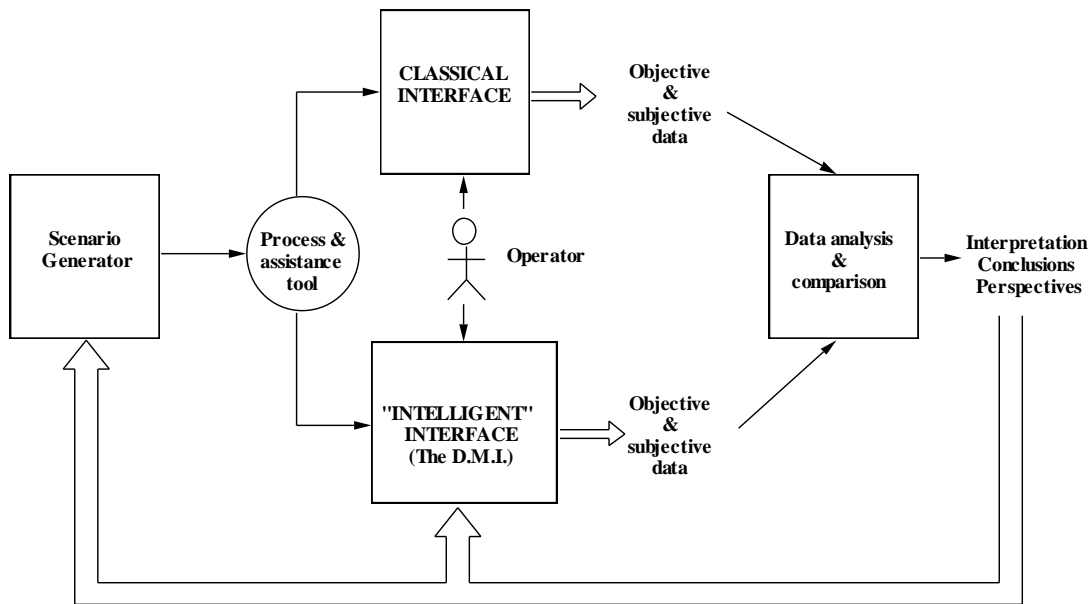 CLASSICAL
INTERFACE
Objective
&
subjective
data
Scenario
Generator
Process &
assistance
tool
Operator
Data analysis
&
comparison
Interpretation
Conclusions
Perspectives
"INTELLIGENT"
INTERFACE
(The D.M.I.)
Objective
&
subjective
data